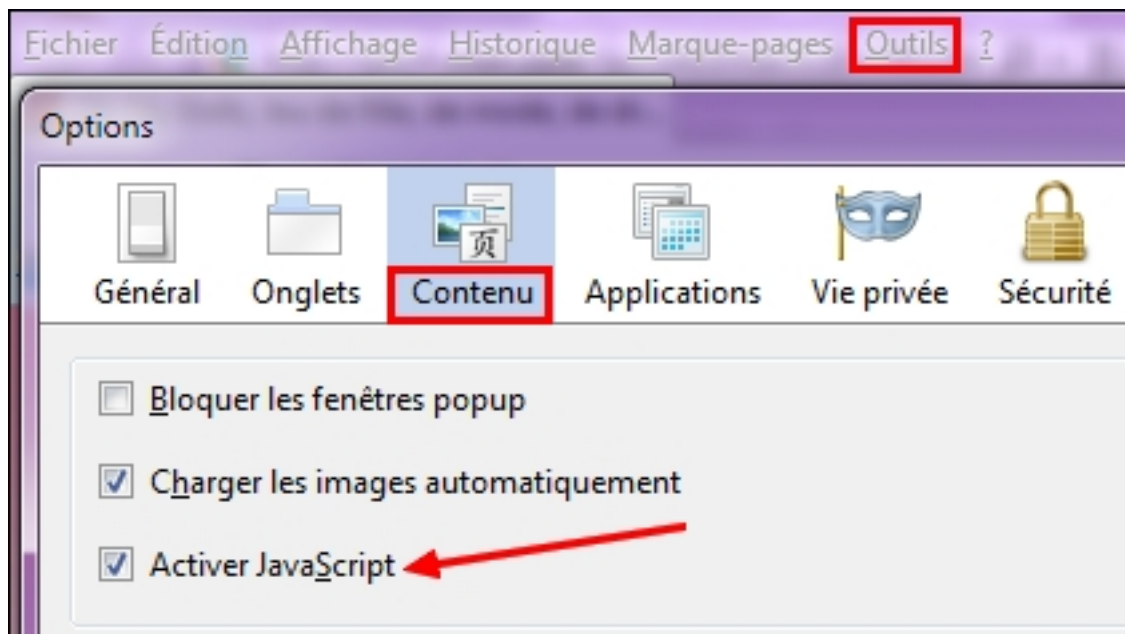 Fichier Édition Affichage Historique Marque-pages Outils ?
Options
页
Général Onglets Contenu Applications Vie privée Sécurité
Bloquer les fenêtres popup
Charger les images automatiquement
Activer JavaScript